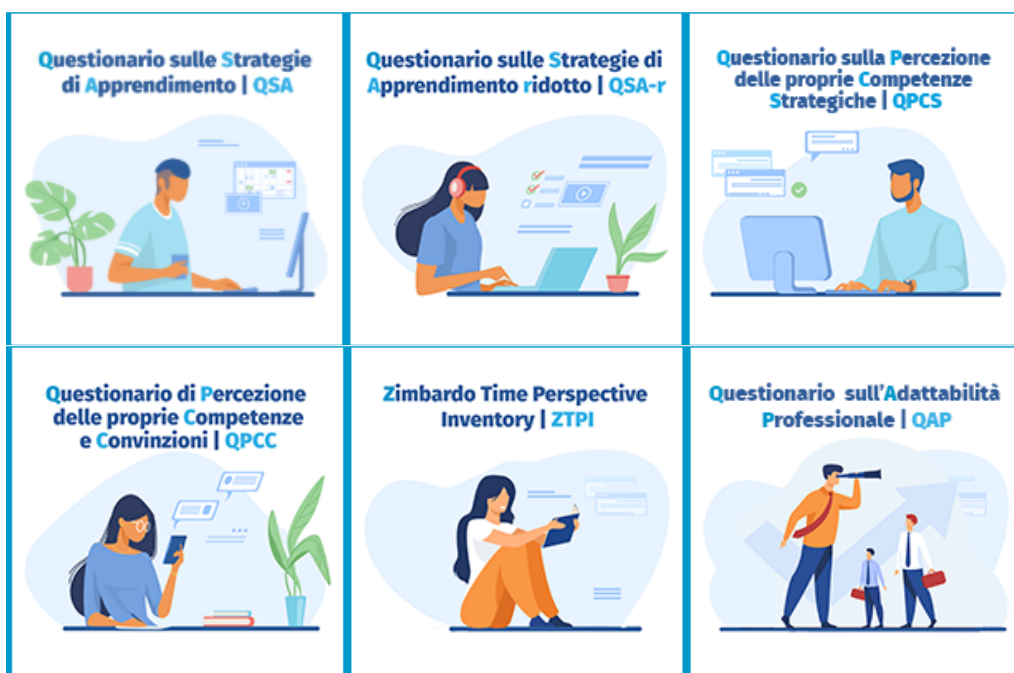 Questionario sulle Strategie
di Apprendimento | QSA
Questionario sulle Strategie di
Apprendimento ridotto | QSA-r
Questionario sulla Percezione
delle proprie Competenze
Strategiche | QPCS
Questionario di Percezione
delle proprie Competenze
e Convinzioni | QPCC
Zimbardo Time Perspective
Inventory | ZTPI
Questionario sull'Adattabilità
Professionale | QAP